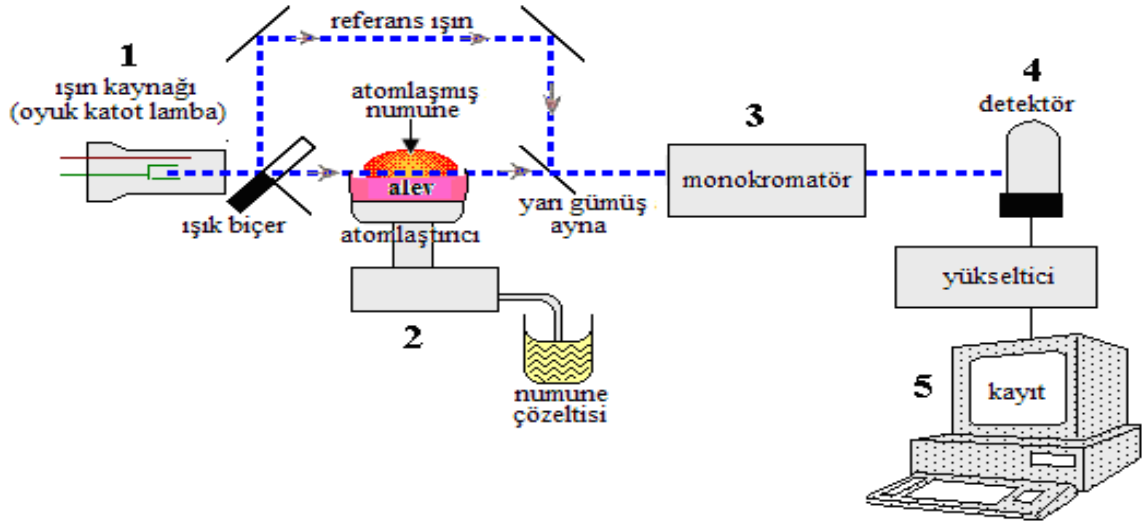 referans ışın
1
ışın kaynağı
(oyuk katot lamba)
atomlaşmış
numune
3
4
detektör
alev
monokromatör
ışık biçer
yarı gümüş
ayna
atomlaştırıcı
2
yükseltici
numune
çözeltisi
5
kayıt